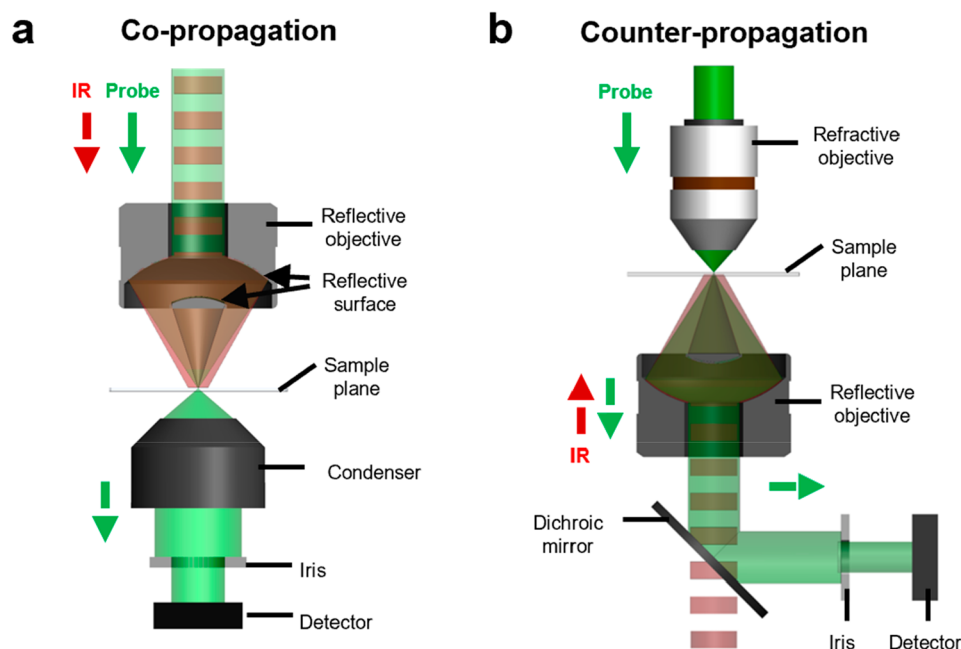 a
Co-propagation
IR Probe
Reflective
objective
Reflective
surface
Sample
plane
Condenser
Iris
Detector
b
Counter-propagation
Probe
Refractive
objective
Sample
plane
Reflective
objective
IR
Dichroic
mirror
Iris
Detector